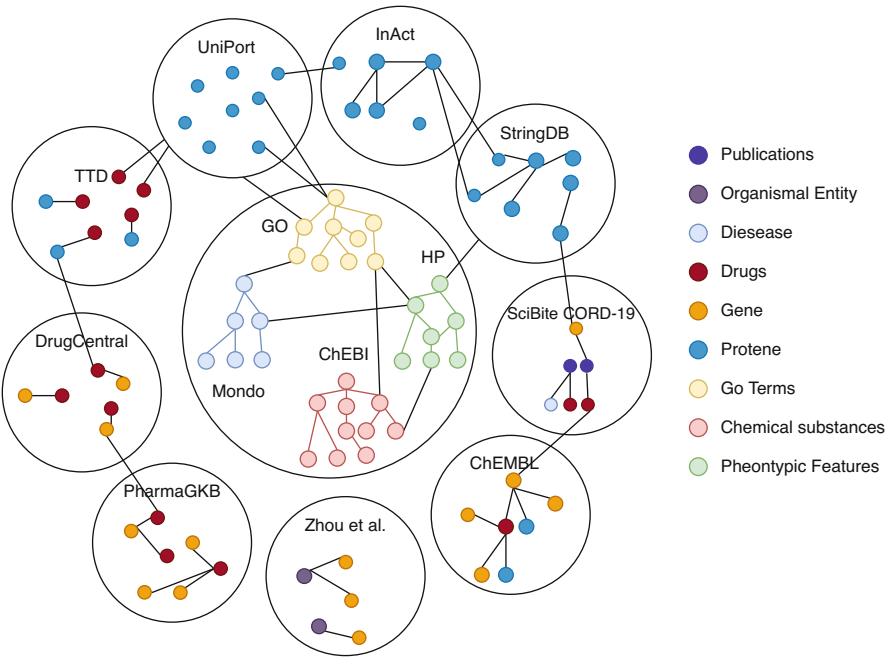 UniPort
InAct
StringDB
TTD
GO
HP
SciBite CORD-19
DrugCentral
ChEBI
Mondo
ChEMBL
PharmaGKB
Zhou et al.
Publications
Organismal Entity
Diesease
Drugs
Gene
Protene
Go Terms
Chemical substances
Pheontypic Features